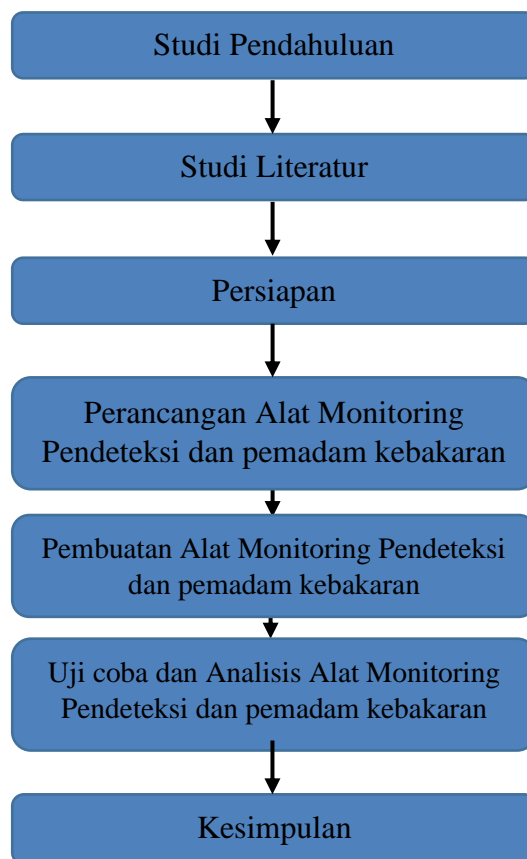 Studi Pendahuluan
Studi Literatur
Persiapan
Perancangan Alat Monitoring
Pendeteksi dan pemadam kebakaran
Pembuatan Alat Monitoring Pendeteksi
dan pemadam kebakaran
Uji coba dan Analisis Alat Monitoring
Pendeteksi dan pemadam kebakaran
Kesimpulan